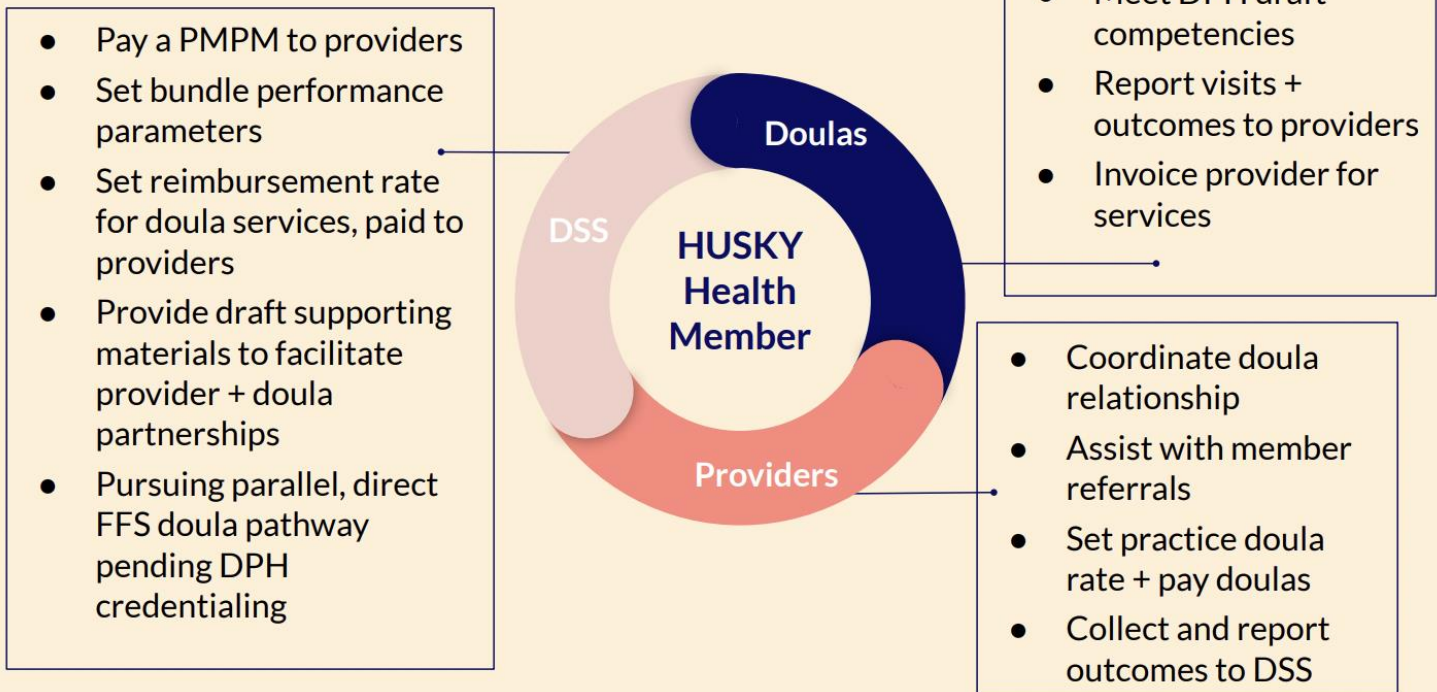 ● Pay a PMPM to providers
● Set bundle performance
parameters
● Set reimbursement rate
for doula services, paid to
providers
● Provide draft supporting
materials to facilitate
provider + doula
partnerships
● Pursuing parallel, direct
FFS doula pathway
pending DPH
credentialing
DSS
Doulas
HUSKY
Health
Member
Providers
● Meet DPH draft
competencies
● Report visits +
outcomes to providers
● Invoice provider for
services
● Coordinate doula
relationship
● Assist with member
referrals
● Set practice doula
rate + pay doulas
● Collect and report
outcomes to DSS